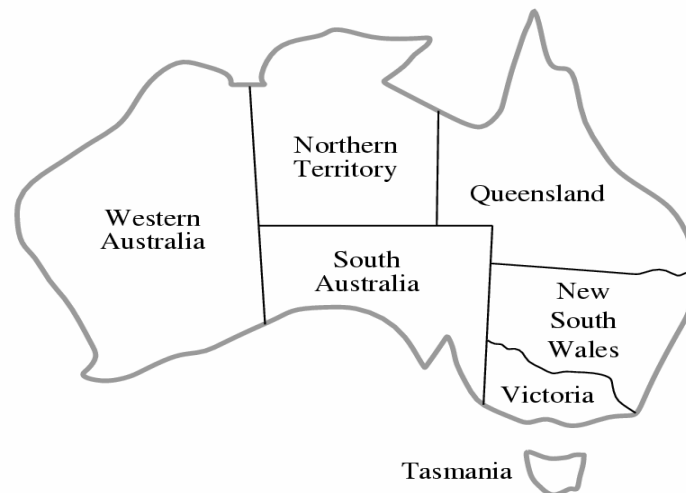 Northern
Territory
Queensland
Western
Australia
South
Australia
New
South
Wales
Victoria
Tasmania